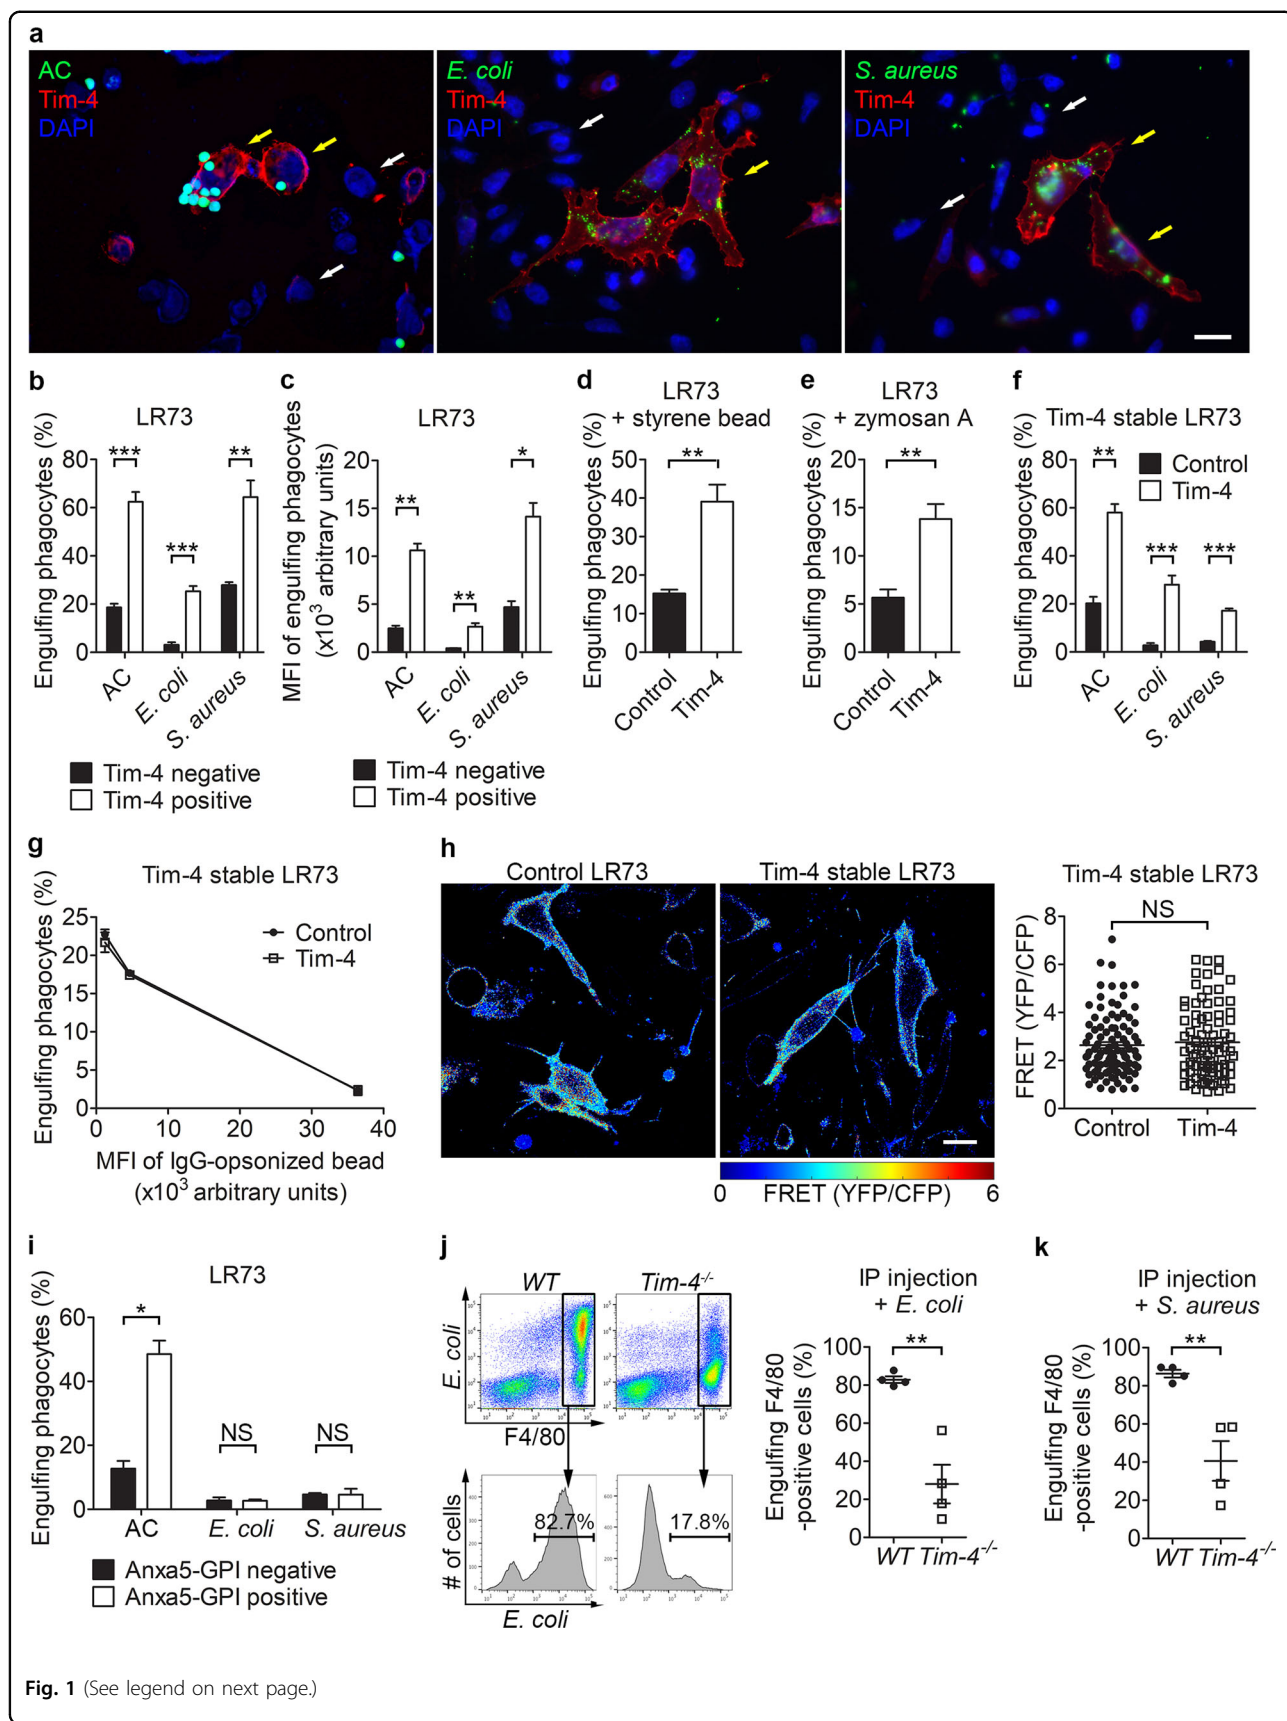 a
AC
Tim-4
DAPI
E. coli
Tim-4
DAPI
S. aureus
Tim-4
DAPI
b
LR73
Engulfing phagocytes (%)
80
60
40
20
0
***
***
**
AC
E. coli
S. aureus
Tim-4 negative
Tim-4 positive
c
LR73
MFI of engulfing phagocytes
(x10³ arbitrary units)
20
15
10
5
0
**
**
*
AC
E. coli
S. aureus
Tim-4 negative
Tim-4 positive
d
LR73
+ styrene bead
Engulfing phagocytes (%)
50
40
30
20
10
0
**
Control
Tim-4
e
LR73
+ zymosan A
Engulfing phagocytes (%)
20
15
10
5
0
**
Control
Tim-4
f
Tim-4 stable LR73
Engulfing phagocytes (%)
80
60
40
20
0
**
***
***
Control
Tim-4
AC
E. coli
S. aureus
g
Tim-4 stable LR73
Engulfing phagocytes (%)
25
20
15
10
5
0
Control
Tim-4
0 10 20 30 40
MFI of IgG-opsonized bead
(x10³ arbitrary units)
h
Control LR73
Tim-4 stable LR73
0 FRET (YFP/CFP) 6
Tim-4 stable LR73
NS
FRET (YFP/CFP)
8
6
4
2
0
Control Tim-4
i
LR73
Engulfing phagocytes (%)
60
40
20
0
*
NS
NS
AC
E. coli
S. aureus
Anxa5-GPI negative
Anxa5-GPI positive
j
WT
Tim-4⁻/⁻
E. coli
F4/80
# of cells
82.7%
17.8%
E. coli
IP injection
+ E. coli
Engulfing F4/80
-positive cells (%)
100
80
60
40
20
0
**
WT Tim-4⁻/⁻
k
IP injection
+ S. aureus
Engulfing F4/80
-positive cells (%)
100
80
60
40
20
0
**
WT Tim-4⁻/⁻
Fig. 1 (See legend on next page.)